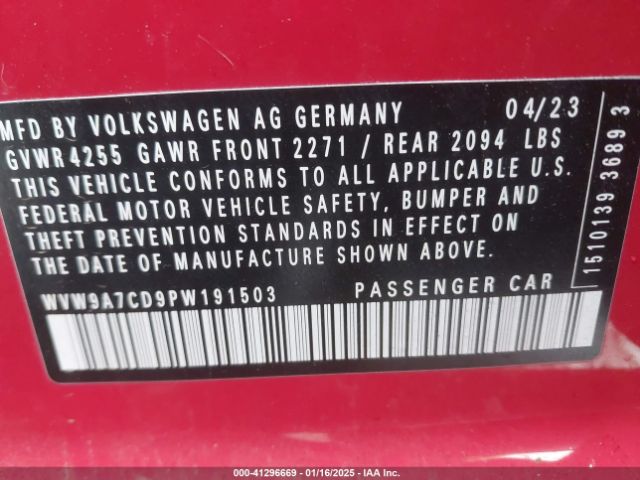 MFD BY VOLKSWAGEN AG GERMANY 04/23
GVWR 4255 GAWR FRONT 2271 / REAR 2094 LBS
THIS VEHICLE CONFORMS TO ALL APPLICABLE U.S.
FEDERAL MOTOR VEHICLE SAFETY, BUMPER AND
THEFT PREVENTION STANDARDS IN EFFECT ON
THE DATE OF MANUFACTURE SHOWN ABOVE.
WVW9A7CD9PW191503 PASSENGER CAR
1510139 3689 3
000-41296669 - 01/16/2025 - IAA Inc.